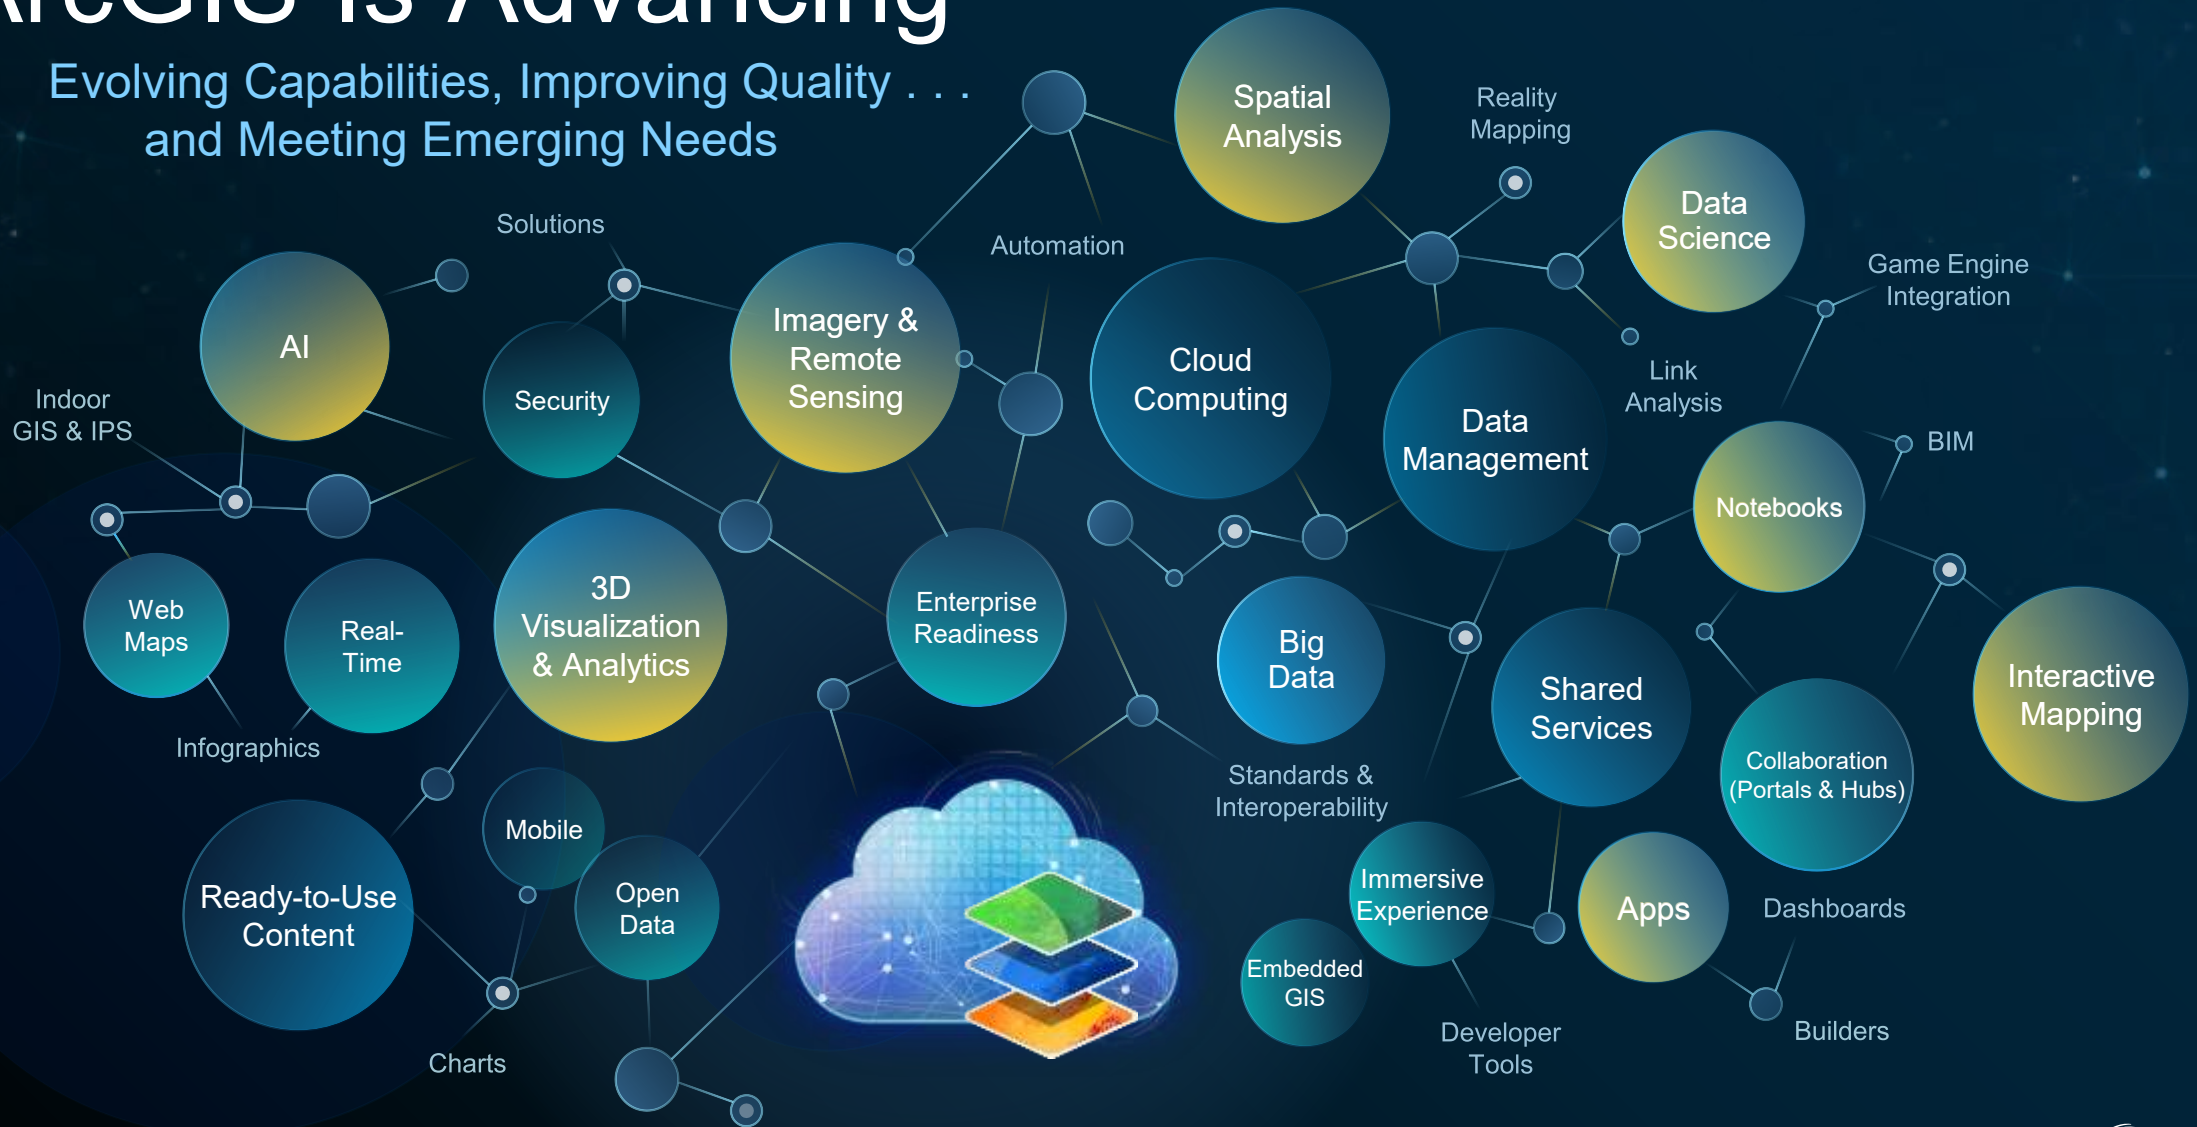 ArcGIS is Advancing
Evolving Capabilities, Improving Quality . . .
and Meeting Emerging Needs
Spatial
Analysis
Reality
Mapping
Data
Science
Solutions
Automation
Game Engine
Integration
AI
Imagery &
Remote
Sensing
Cloud
Computing
Link
Analysis
Indoor
GIS & IPS
Security
Data
Management
BIM
Notebooks
Web
Maps
Real-
Time
3D
Visualization
& Analytics
Enterprise
Readiness
Big
Data
Shared
Services
Interactive
Mapping
Infographics
Standards &
Interoperability
Collaboration
(Portals & Hubs)
Mobile
Ready-to-Use
Content
Open
Data
Immersive
Experience
Apps
Dashboards
Embedded
GIS
Developer
Tools
Builders
Charts